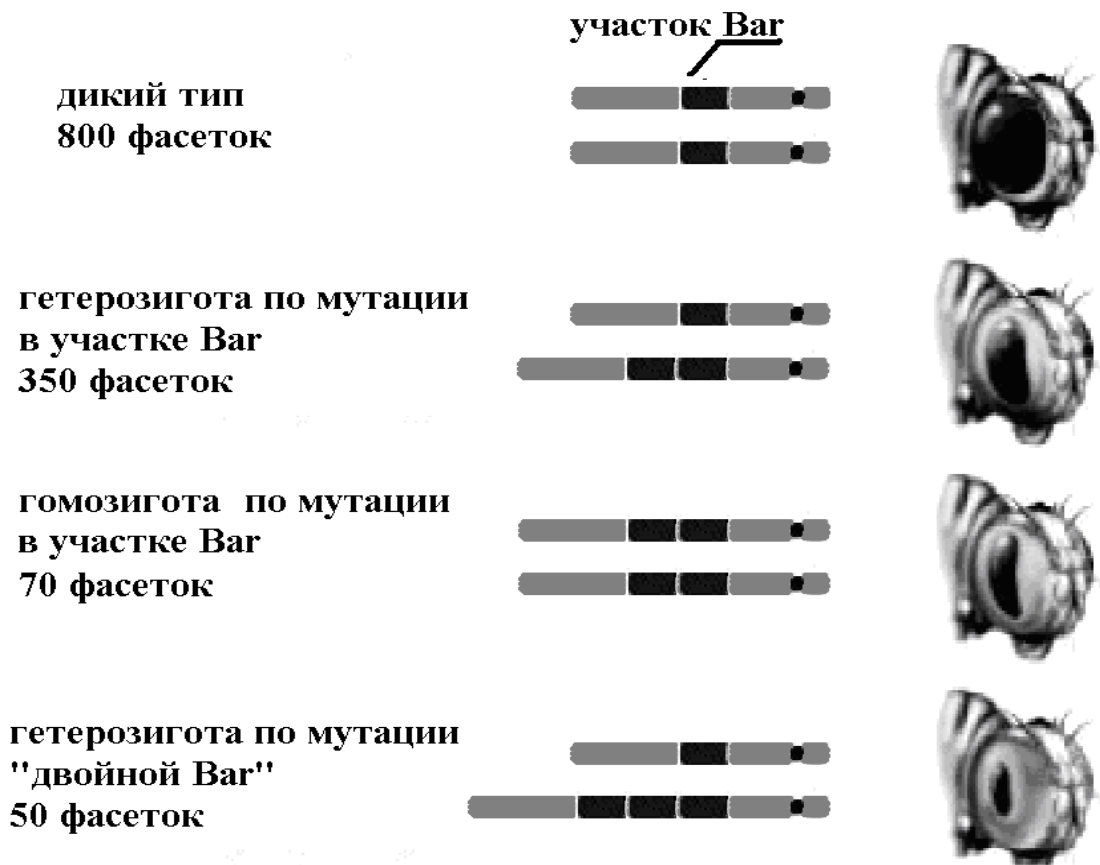 участок Bar
дикий тип
800 фасеток
гетерозигота по мутации
в участке Bar
350 фасеток
гомозигота по мутации
в участке Bar
70 фасеток
гетерозигота по мутации
"двойной Bar"
50 фасеток